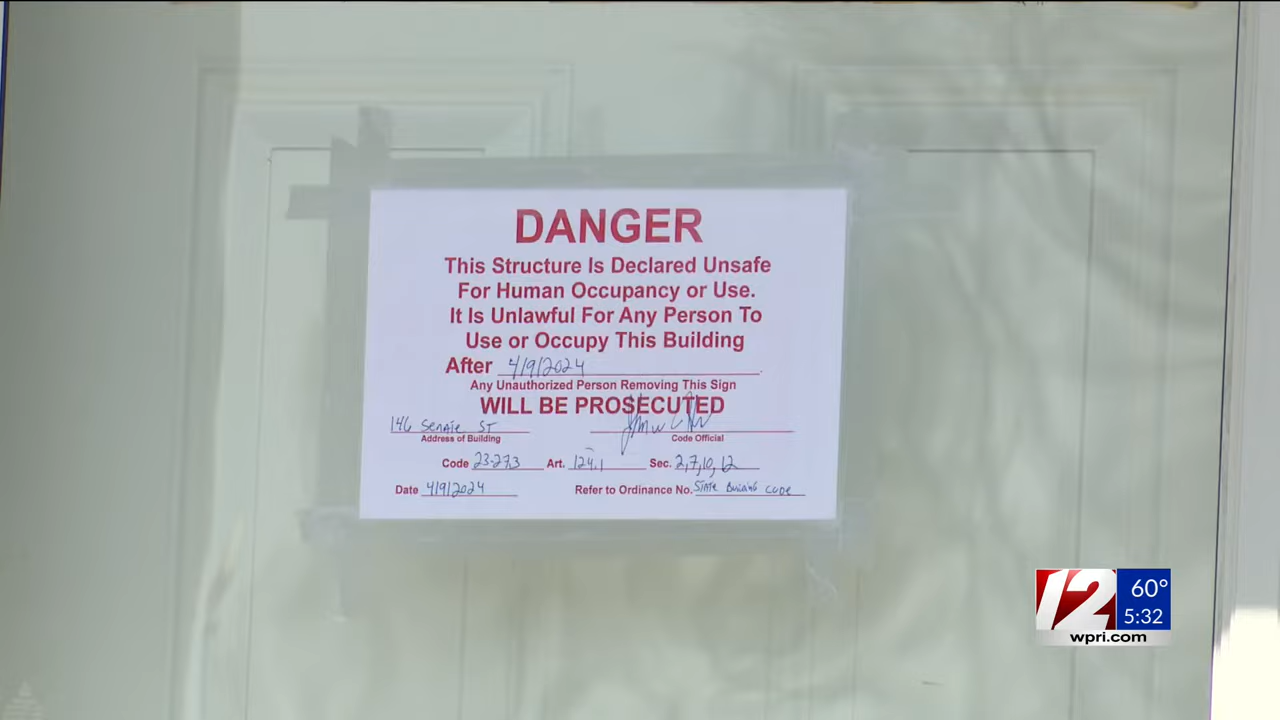 DANGER
This Structure Is Declared Unsafe
For Human Occupancy or Use.
It Is Unlawful For Any Person To
Use or Occupy This Building
After 4/9/2024.
Any Unauthorized Person Removing This Sign
WILL BE PROSECUTED
146 Senate ST
Address of Building
Code Official
Code 23-27.3 Art. 124.1 Sec. 2,7,10,12
Date 4/9/2024 Refer to Ordinance No. STATE Building CODE
12 60°
5:32
wpri.com